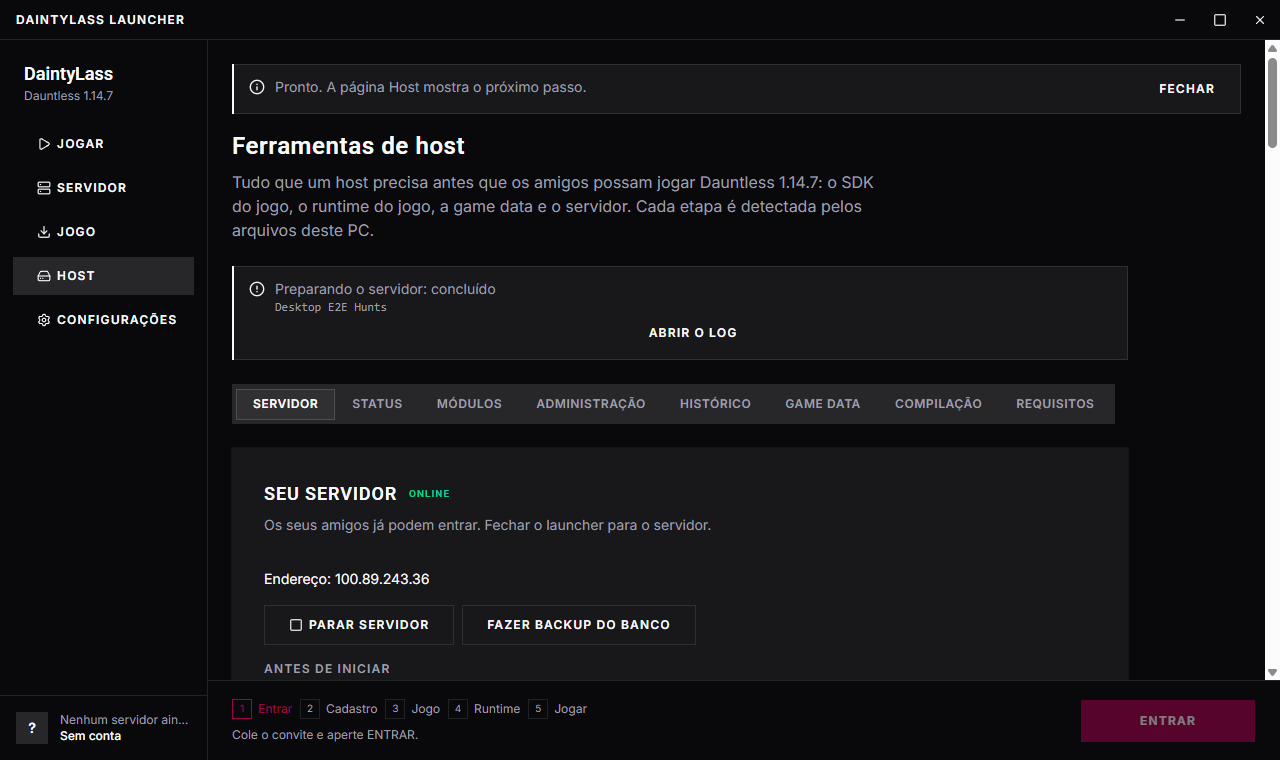 DAINTYLASS LAUNCHER
DaintyLass
Dauntless 1.14.7
JOGAR
SERVIDOR
JOGO
HOST
CONFIGURAÇÕES
Nenhum servidor ain...
?
Sem conta
Pronto. A página Host mostra o próximo passo.
FECHAR
Ferramentas de host
Tudo que um host precisa antes que os amigos possam jogar Dauntless 1.14.7: o SDK
do jogo, o runtime do jogo, a game data e o servidor. Cada etapa é detectada pelos
arquivos deste PC.
Preparando o servidor: concluído
Desktop E2E Hunts
ABRIR O LOG
SERVIDOR STATUS MÓDULOS ADMINISTRAÇÃO HISTÓRICO GAME DATA COMPILAÇÃO REQUISITOS
SEU SERVIDOR ONLINE
Os seus amigos já podem entrar. Fechar o launcher para o servidor.
Endereço: 100.89.243.36
PARAR SERVIDOR FAZER BACKUP DO BANCO
ANTES DE INICIAR
1 Entrar 2 Cadastro 3 Jogo 4 Runtime 5 Jogar
Cole o convite e aperte ENTRAR.
ENTRAR